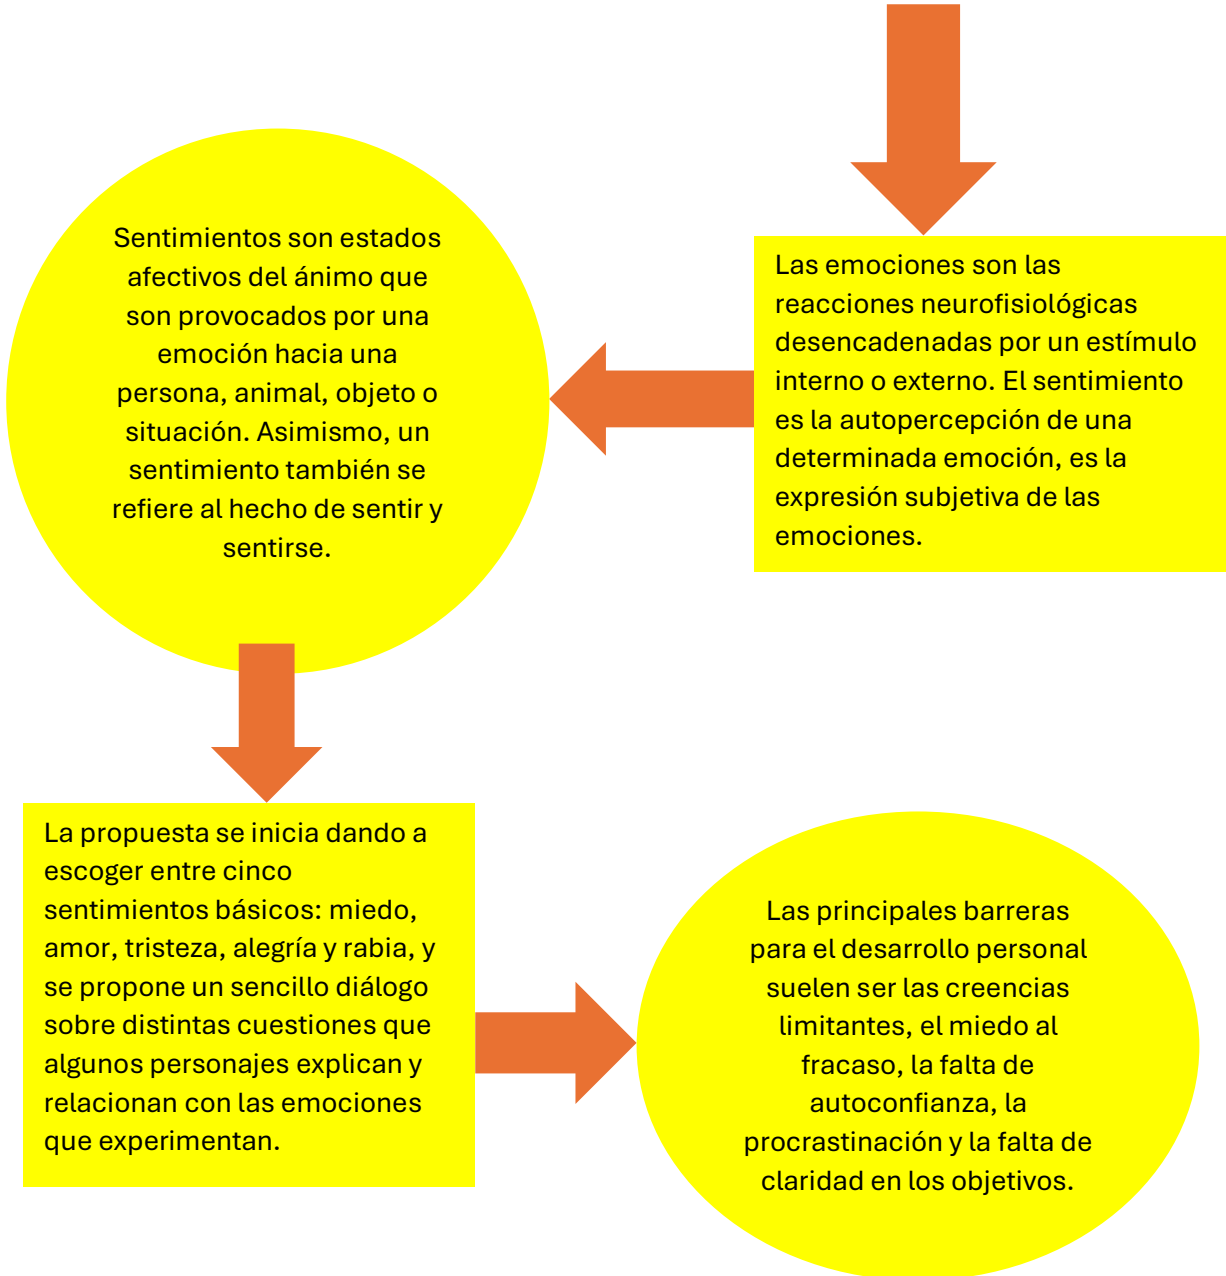 Las emociones son las
reacciones neurofisiológicas
desencadenadas por un estímulo
interno o externo. El sentimiento
es la autopercepción de una
determinada emoción, es la
expresión subjetiva de las
emociones.
Sentimientos son estados
afectivos del ánimo que
son provocados por una
emoción hacia una
persona, animal, objeto o
situación. Asimismo, un
sentimiento también se
refiere al hecho de sentir y
sentirse.
La propuesta se inicia dando a
escoger entre cinco
sentimientos básicos: miedo,
amor, tristeza, alegría y rabia, y
se propone un sencillo diálogo
sobre distintas cuestiones que
algunos personajes explican y
relacionan con las emociones
que experimentan.
Las principales barreras
para el desarrollo personal
suelen ser las creencias
limitantes, el miedo al
fracaso, la falta de
autoconfianza, la
procrastinación y la falta de
claridad en los objetivos.